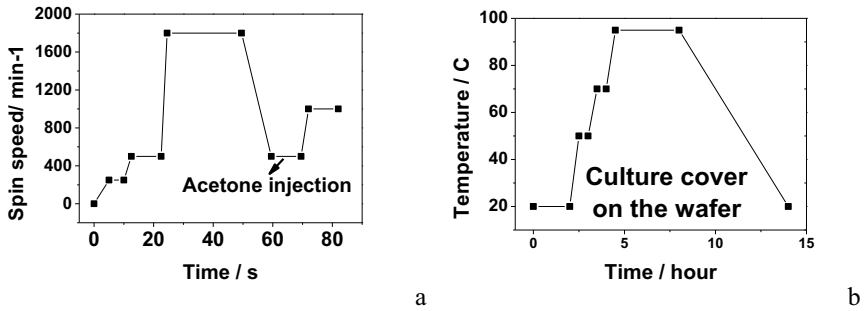 2000
1600
1200
800
400
0
Spin speed/ min-1
Acetone injection
0 20 40 60 80
Time / s
a
100
80
60
40
20
Temperature / C
Culture cover
on the wafer
0 5 10 15
Time / hour
b